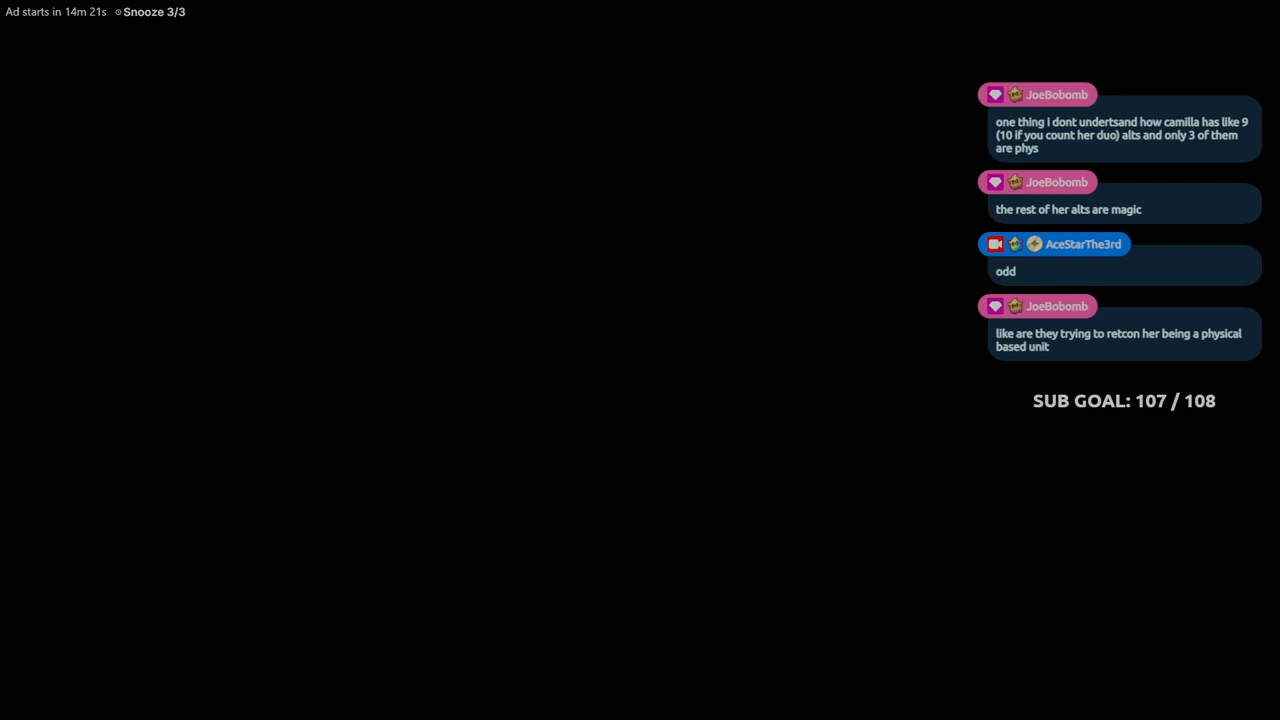 Ad starts in 14m 21s Snooze 3/3
JoeBobomb
one thing i dont undertsand how camilla has like 9
(10 if you count her duo) alts and only 3 of them
are phys
JoeBobomb
the rest of her alts are magic
AceStarThe3rd
odd
JoeBobomb
like are they trying to retcon her being a physical
based unit
SUB GOAL: 107 / 108